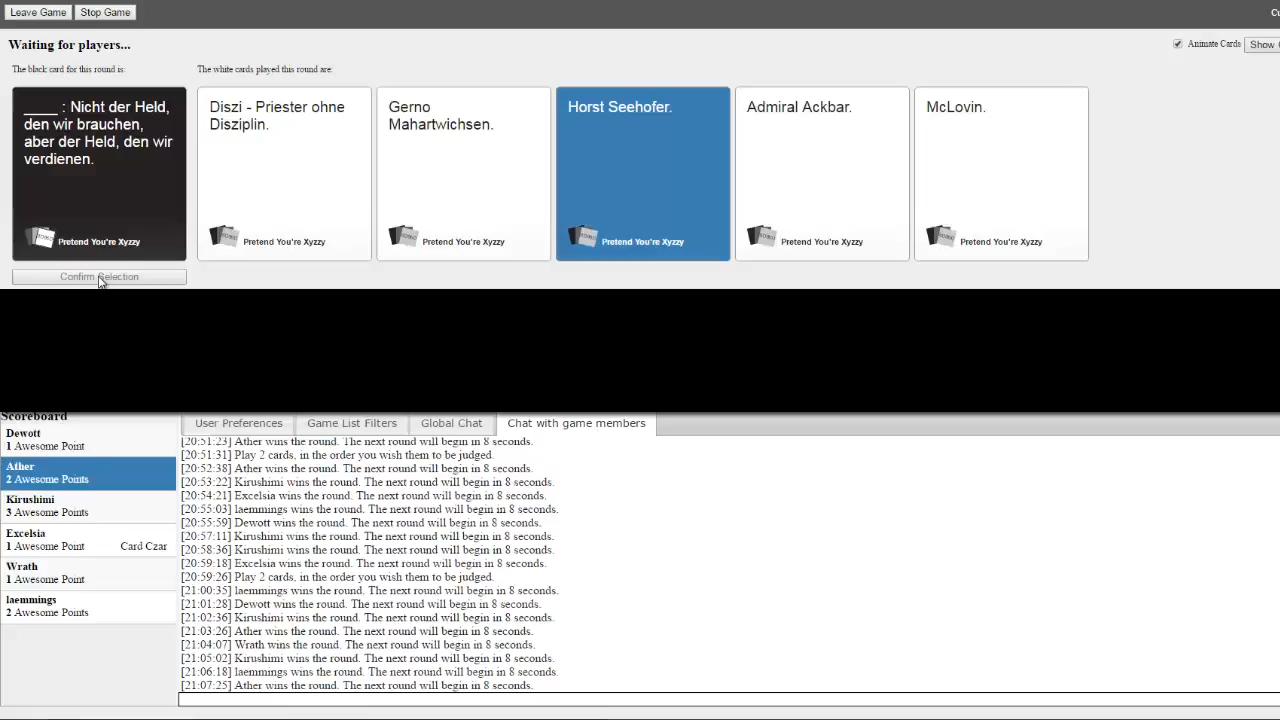 Leave Game Stop Game
Waiting for players...
Animate Cards Show
The black card for this round is:
The white cards played this round are:
____ : Nicht der Held,
den wir brauchen,
aber der Held, den wir
verdienen.
Pretend You're Xyzzy
Diszi - Priester ohne
Disziplin.
Pretend You're Xyzzy
Gerno
Mahartwichsen.
Pretend You're Xyzzy
Horst Seehofer.
Pretend You're Xyzzy
Admiral Ackbar.
Pretend You're Xyzzy
McLovin.
Pretend You're Xyzzy
Confirm Selection
Scoreboard
Dewott
1 Awesome Point
Ather
2 Awesome Points
Kirushimi
3 Awesome Points
Excelsia
1 Awesome Point Card Czar
Wrath
1 Awesome Point
laemmings
2 Awesome Points
User Preferences Game List Filters Global Chat Chat with game members
[20:51:23] Ather wins the round. The next round will begin in 8 seconds.
[20:51:31] Play 2 cards, in the order you wish them to be judged.
[20:52:38] Ather wins the round. The next round will begin in 8 seconds.
[20:53:22] Kirushimi wins the round. The next round will begin in 8 seconds.
[20:54:21] Excelsia wins the round. The next round will begin in 8 seconds.
[20:55:03] laemmings wins the round. The next round will begin in 8 seconds.
[20:55:59] Dewott wins the round. The next round will begin in 8 seconds.
[20:57:11] Kirushimi wins the round. The next round will begin in 8 seconds.
[20:58:36] Kirushimi wins the round. The next round will begin in 8 seconds.
[20:59:18] Excelsia wins the round. The next round will begin in 8 seconds.
[20:59:26] Play 2 cards, in the order you wish them to be judged.
[21:00:35] laemmings wins the round. The next round will begin in 8 seconds.
[21:01:28] Dewott wins the round. The next round will begin in 8 seconds.
[21:02:36] Kirushimi wins the round. The next round will begin in 8 seconds.
[21:03:26] Ather wins the round. The next round will begin in 8 seconds.
[21:04:07] Wrath wins the round. The next round will begin in 8 seconds.
[21:05:02] Kirushimi wins the round. The next round will begin in 8 seconds.
[21:06:18] laemmings wins the round. The next round will begin in 8 seconds.
[21:07:25] Ather wins the round. The next round will begin in 8 seconds.